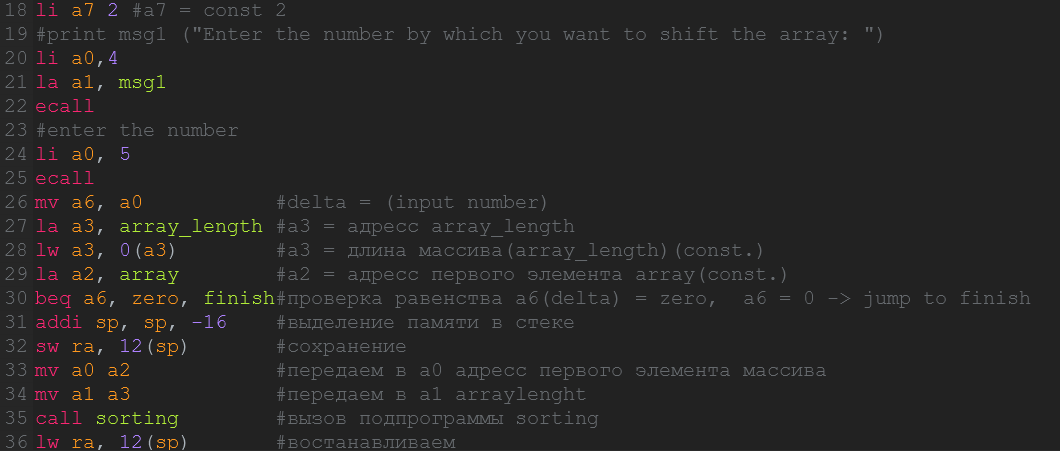 18 li a7 2 #a7 = const 2
19 #print msg1 ("Enter the number by which you want to shift the array: ")
20 li a0,4
21 la a1, msg1
22 ecall
23 #enter the number
24 li a0, 5
25 ecall
26 mv a6, a0 #delta = (input number)
27 la a3, array_length #a3 = адресс array_length
28 lw a3, 0(a3) #a3 = длина массива(array_length)(const.)
29 la a2, array #a2 = адресс первого элемента array(const.)
30 beq a6, zero, finish#проверка равенства a6(delta) = zero, a6 = 0 -> jump to finish
31 addi sp, sp, -16 #выделение памяти в стеке
32 sw ra, 12(sp) #сохранение
33 mv a0 a2 #передаем в a0 адресс первого элемента массива
34 mv a1 a3 #передаем в a1 arraylenght
35 call sorting #вызов подпрограммы sorting
36 lw ra, 12(sp) #востанавливаем